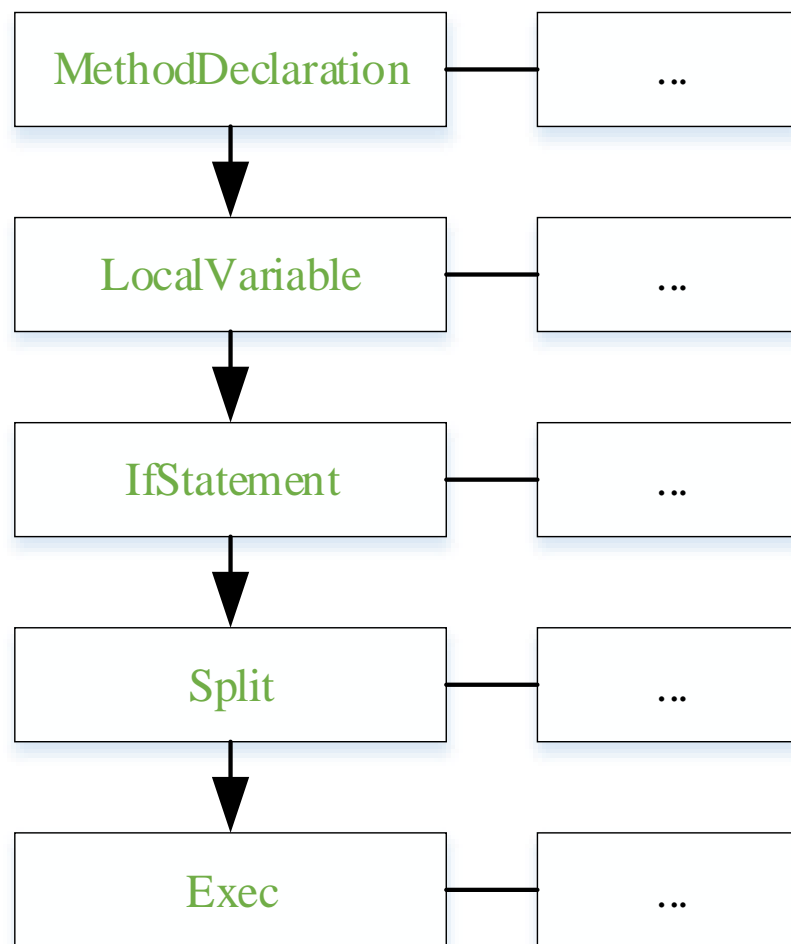 MethodDeclaration ...
LocalVariable ...
IfStatement ...
Split ...
Exec ...